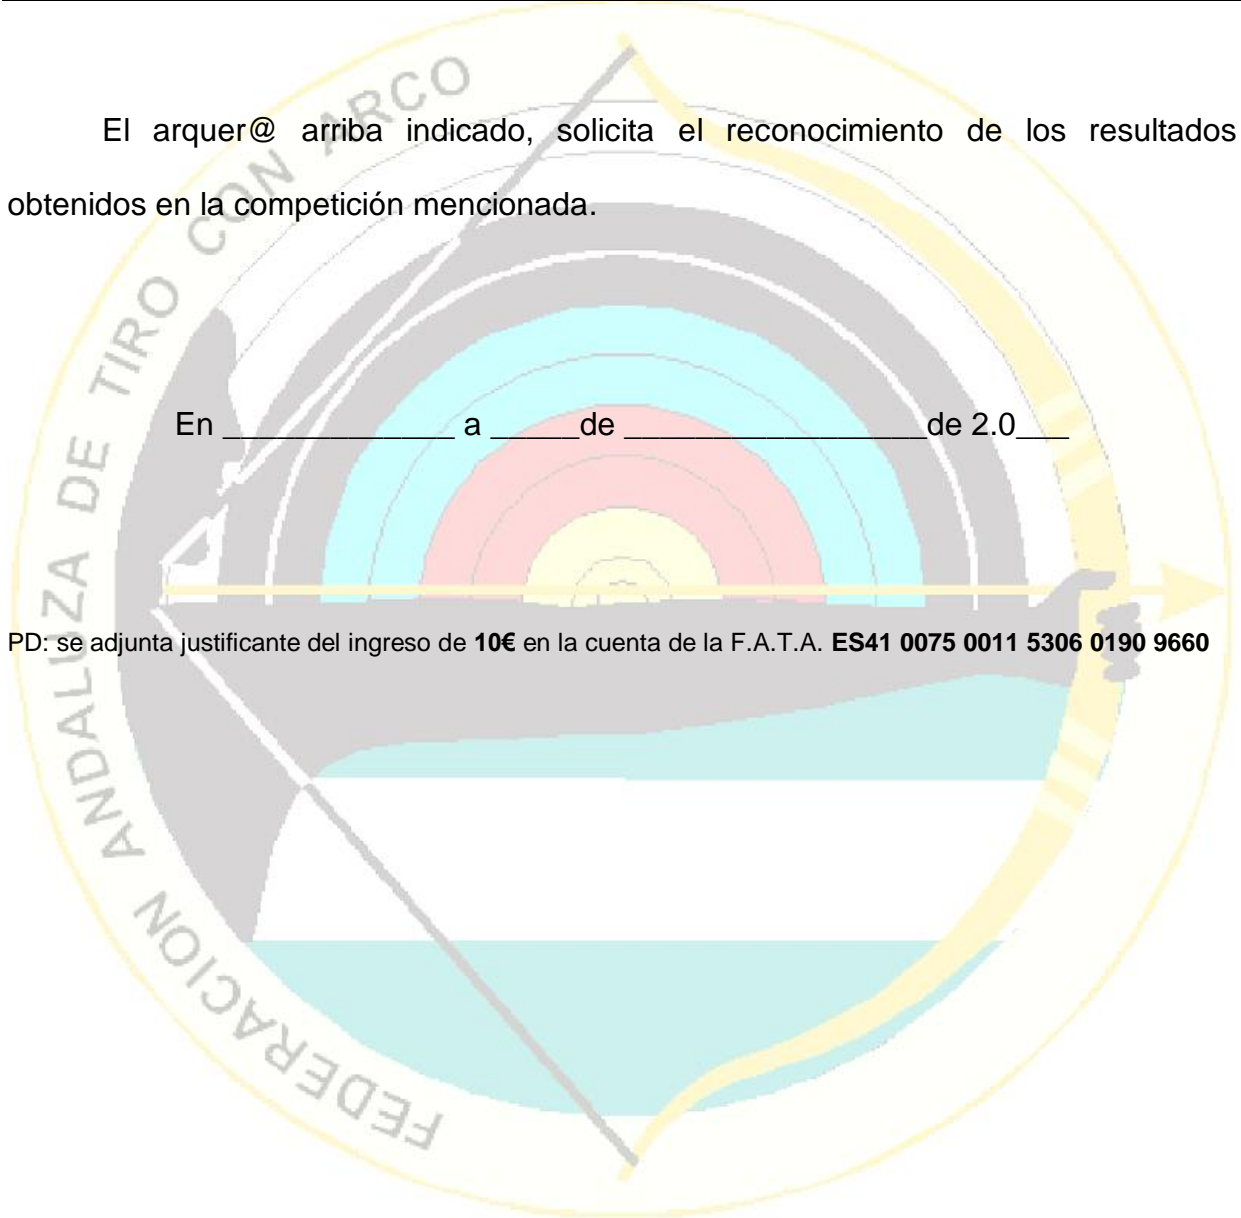 El arquer@ arriba indicado, solicita el reconocimiento de los resultados
obtenidos en la competición mencionada.
En _____________ a _____de _________________de 2.0___
PD: se adjunta justificante del ingreso de 10€ en la cuenta de la F.A.T.A. ES41 0075 0011 5306 0190 9660
FEDERACION ANDALUZA DE TIRO CON ARCO